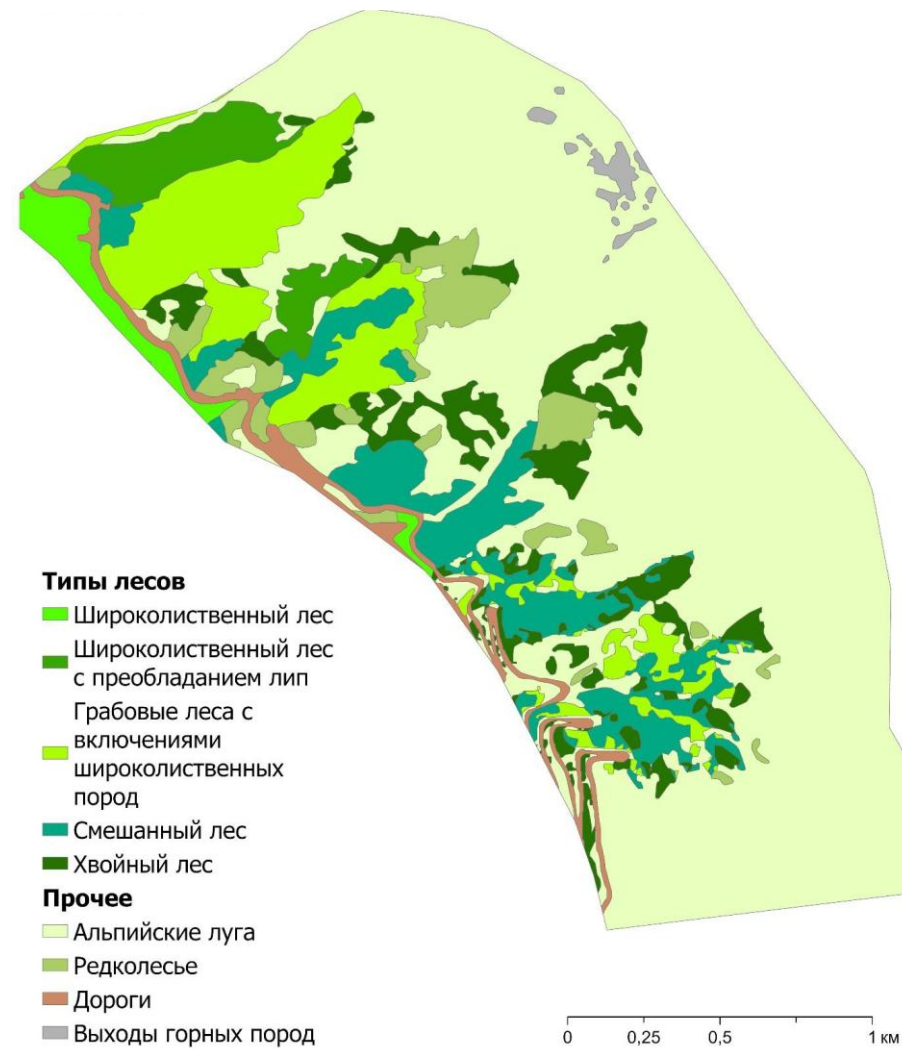 Типы лесов
Широколиственный лес
Широколиственный лес
с преобладанием лип
Грабовые леса с
включениями
широколиственных
пород
Смешанный лес
Хвойный лес
Прочее
Альпийские луга
Редколесье
Дороги
Выходы горных пород
0 0,25 0,5 1 км